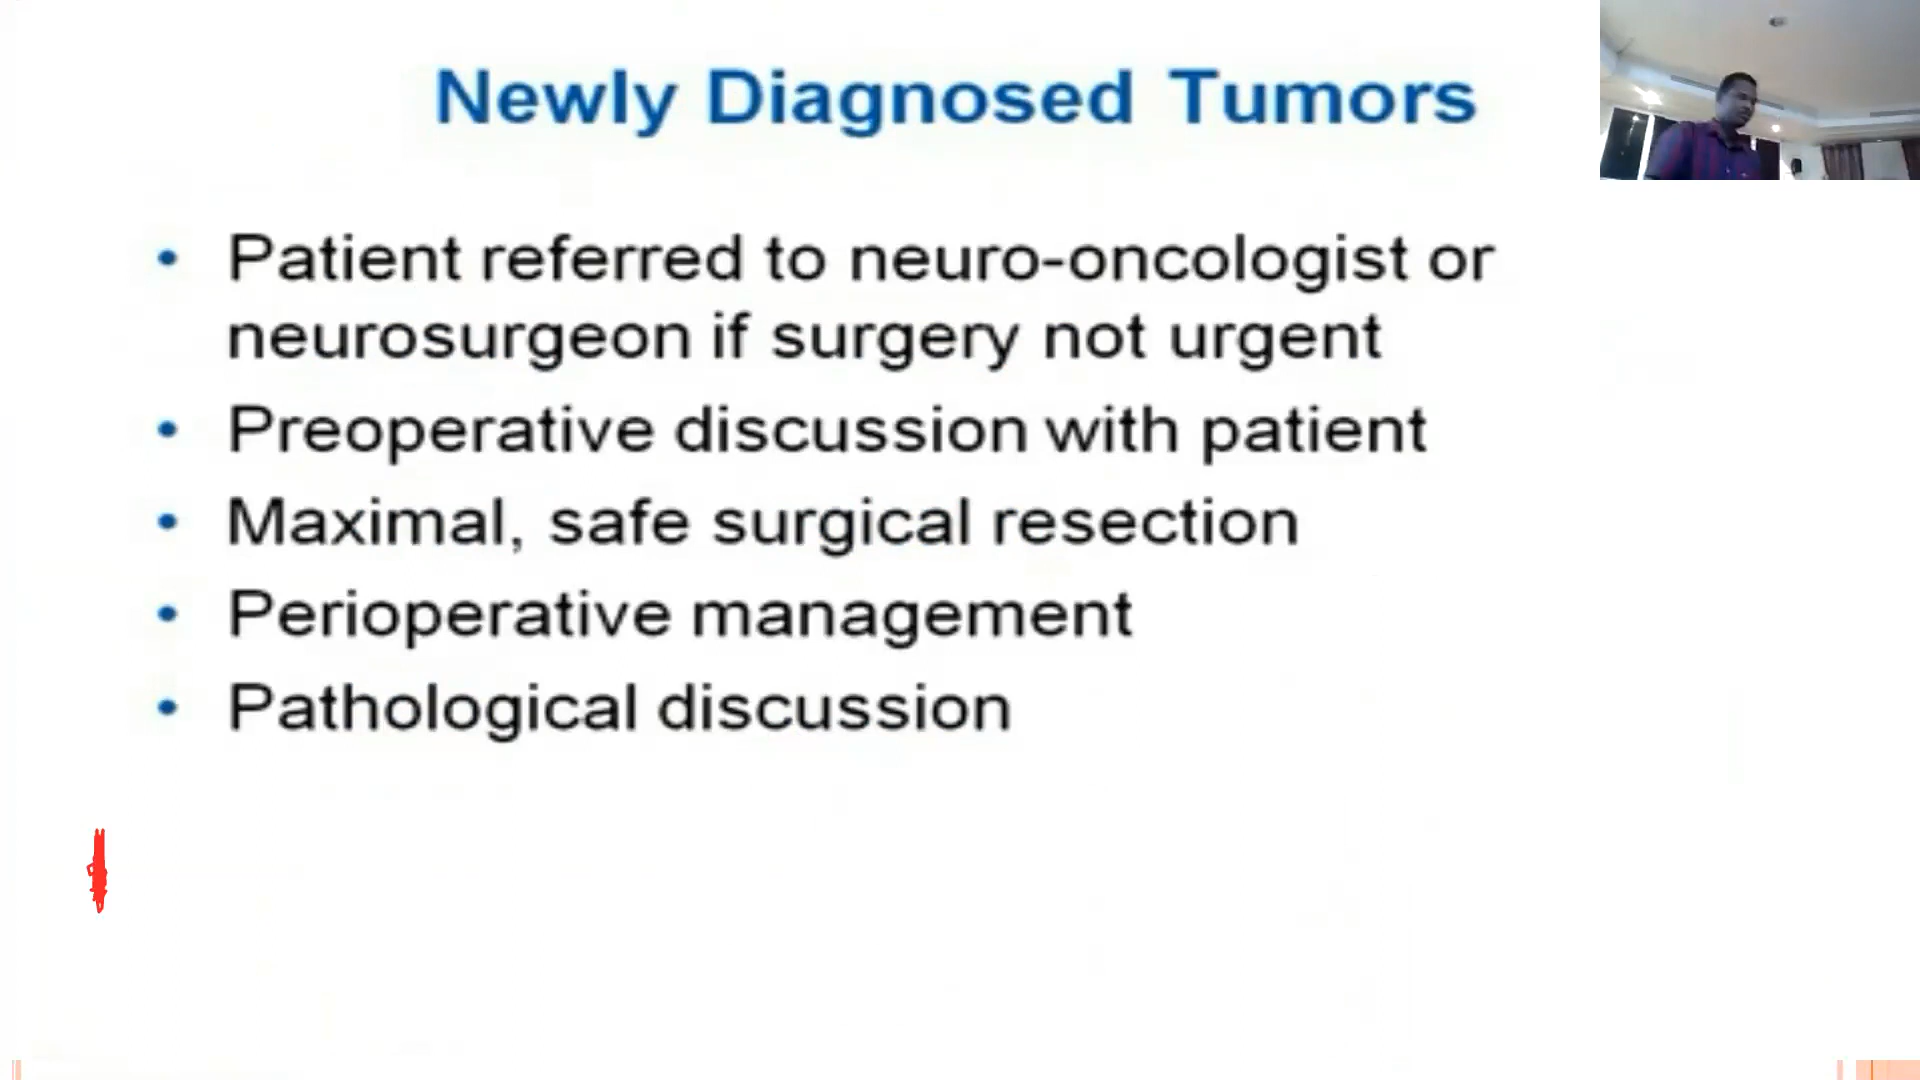 Newly Diagnosed Tumors
• Patient referred to neuro-oncologist or
neurosurgeon if surgery not urgent
• Preoperative discussion with patient
• Maximal, safe surgical resection
• Perioperative management
• Pathological discussion